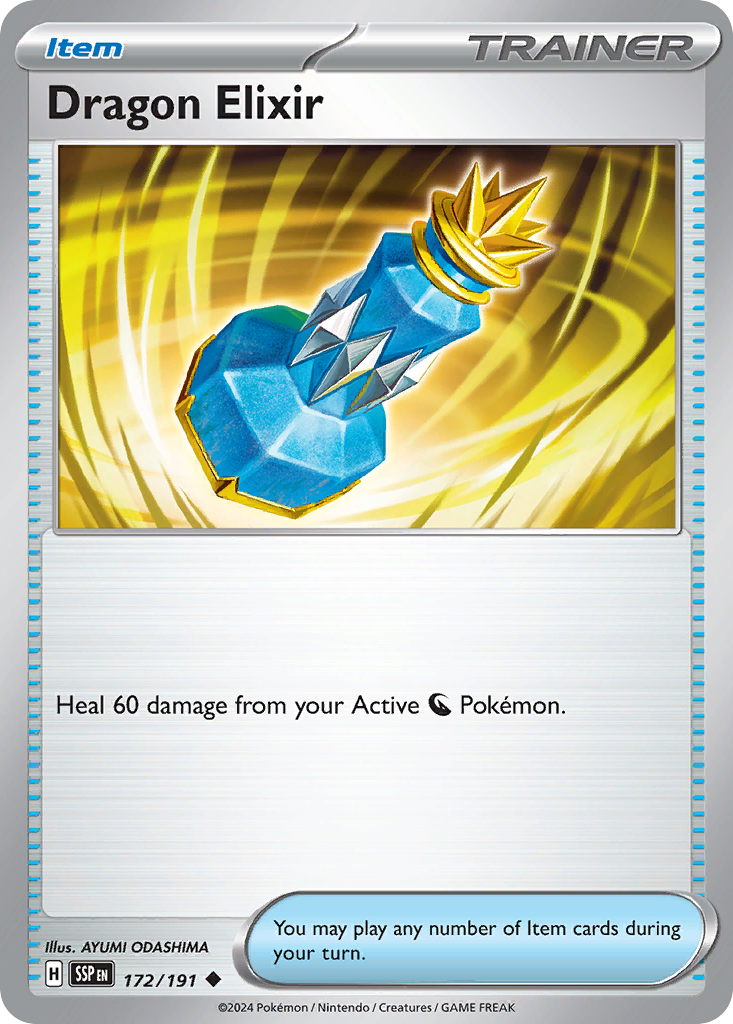 Item
TRAINER
Dragon Elixir
Heal 60 damage from your Active Pokémon.
You may play any number of Item cards during
your turn.
Illus. AYUMI ODASHIMA
H SSP EN 172/191
©2024 Pokémon / Nintendo / Creatures / GAME FREAK